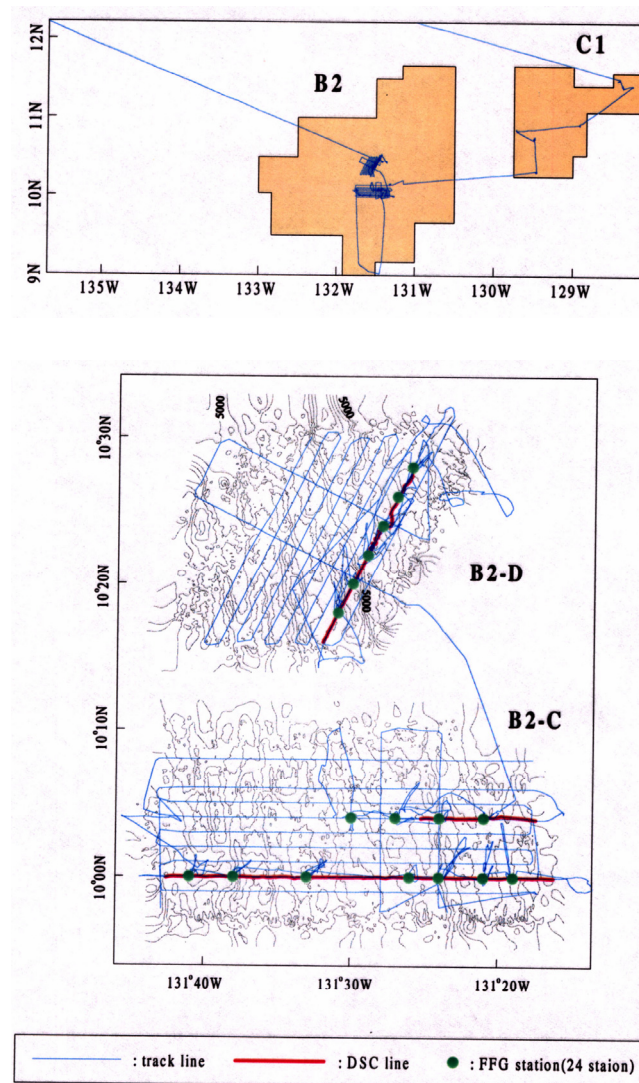 12N
11N
10N
9N
B2
C1
135W 134W 133W 132W 131W 130W 129W
5000
5000
10°30N
10°20N
10°10N
10°00N
5000
B2-D
B2-C
131°40W 131°30W 131°20W
: track line : DSC line : FFG station(24 staion)